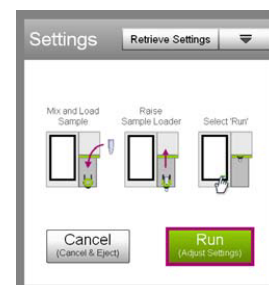 Settings
Retrieve Settings
Mix and Load
Sample
Raise
Sample Loader
Select 'Run'
Cancel
(Cancel & Eject)
Run
(Adjust Settings)